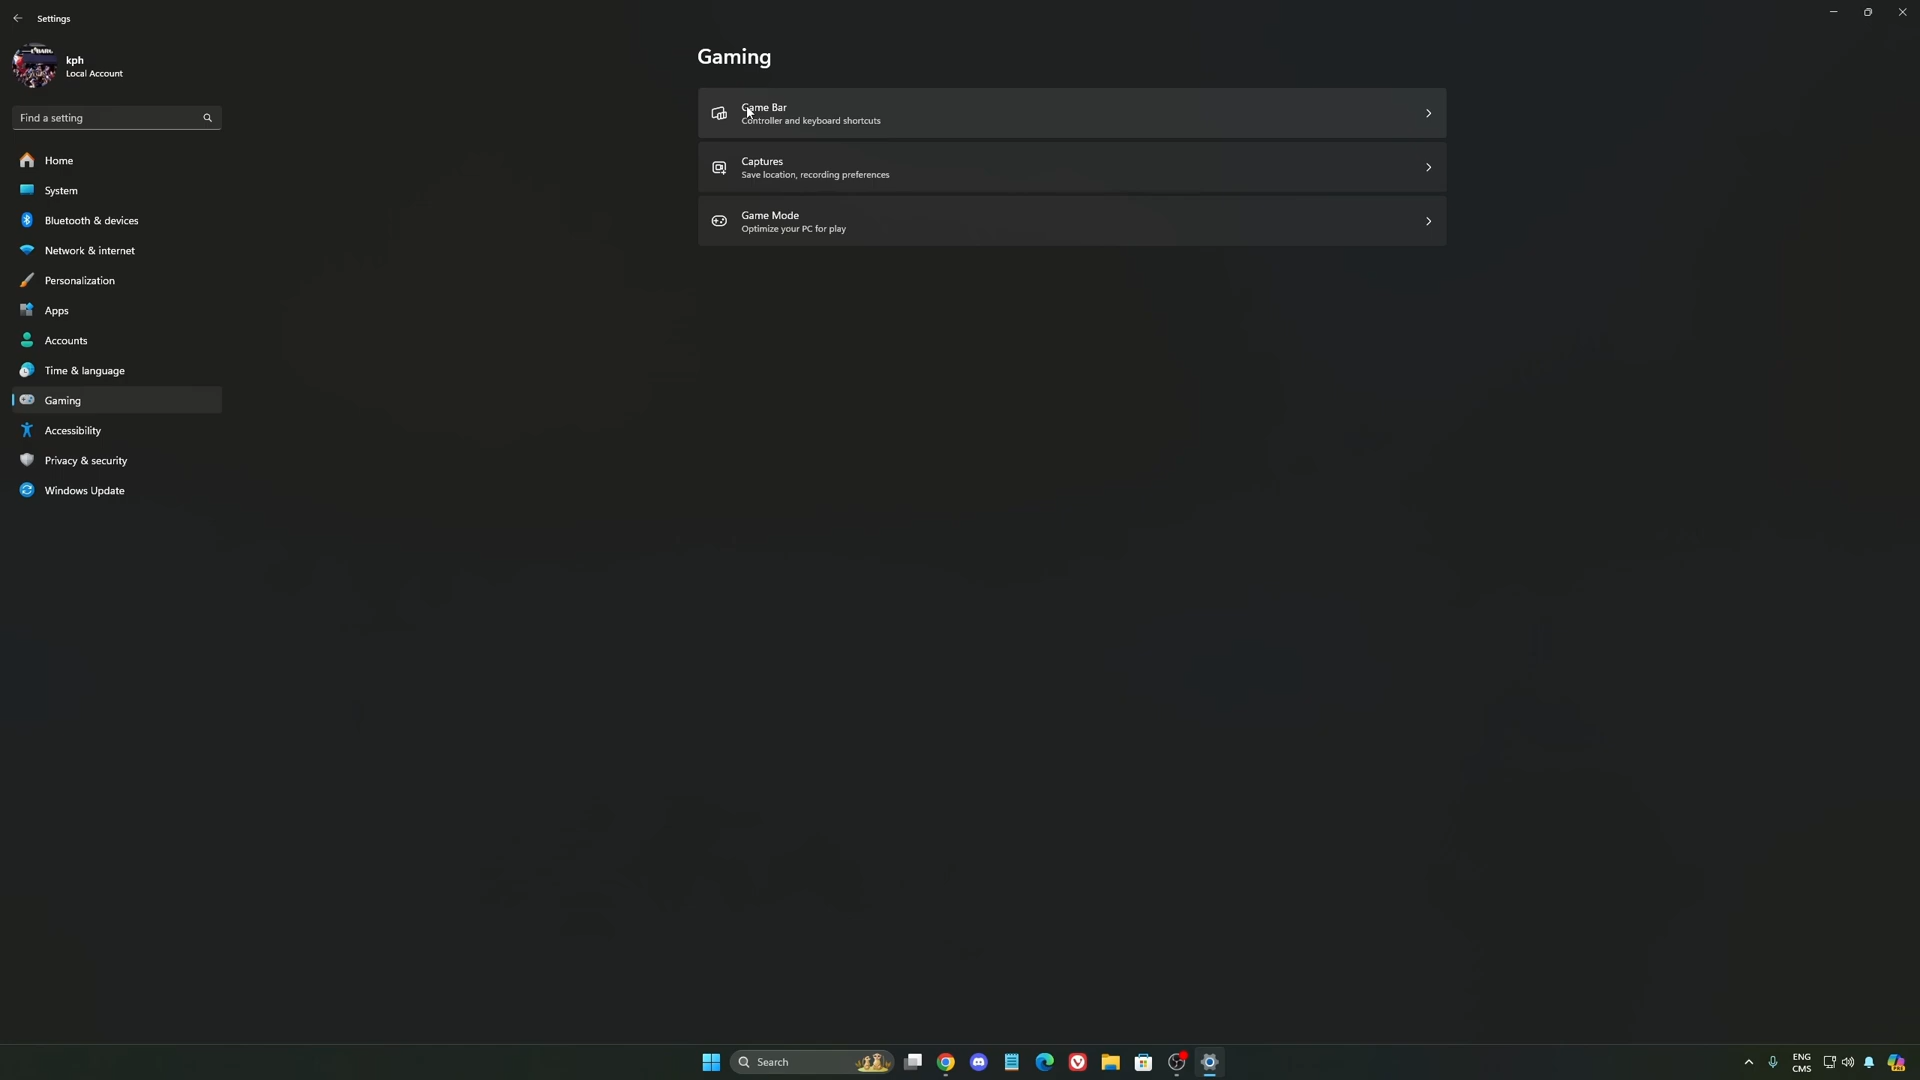 Settings
kph
Local Account
Find a setting
Home
System
Bluetooth & devices
Network & internet
Personalization
Apps
Accounts
Time & language
Gaming
Accessibility
Privacy & security
Windows Update
Gaming
Game Bar
Controller and keyboard shortcuts
Captures
Save location, recording preferences
Game Mode
Optimize your PC for play
Search
ENG
CMS
PRE